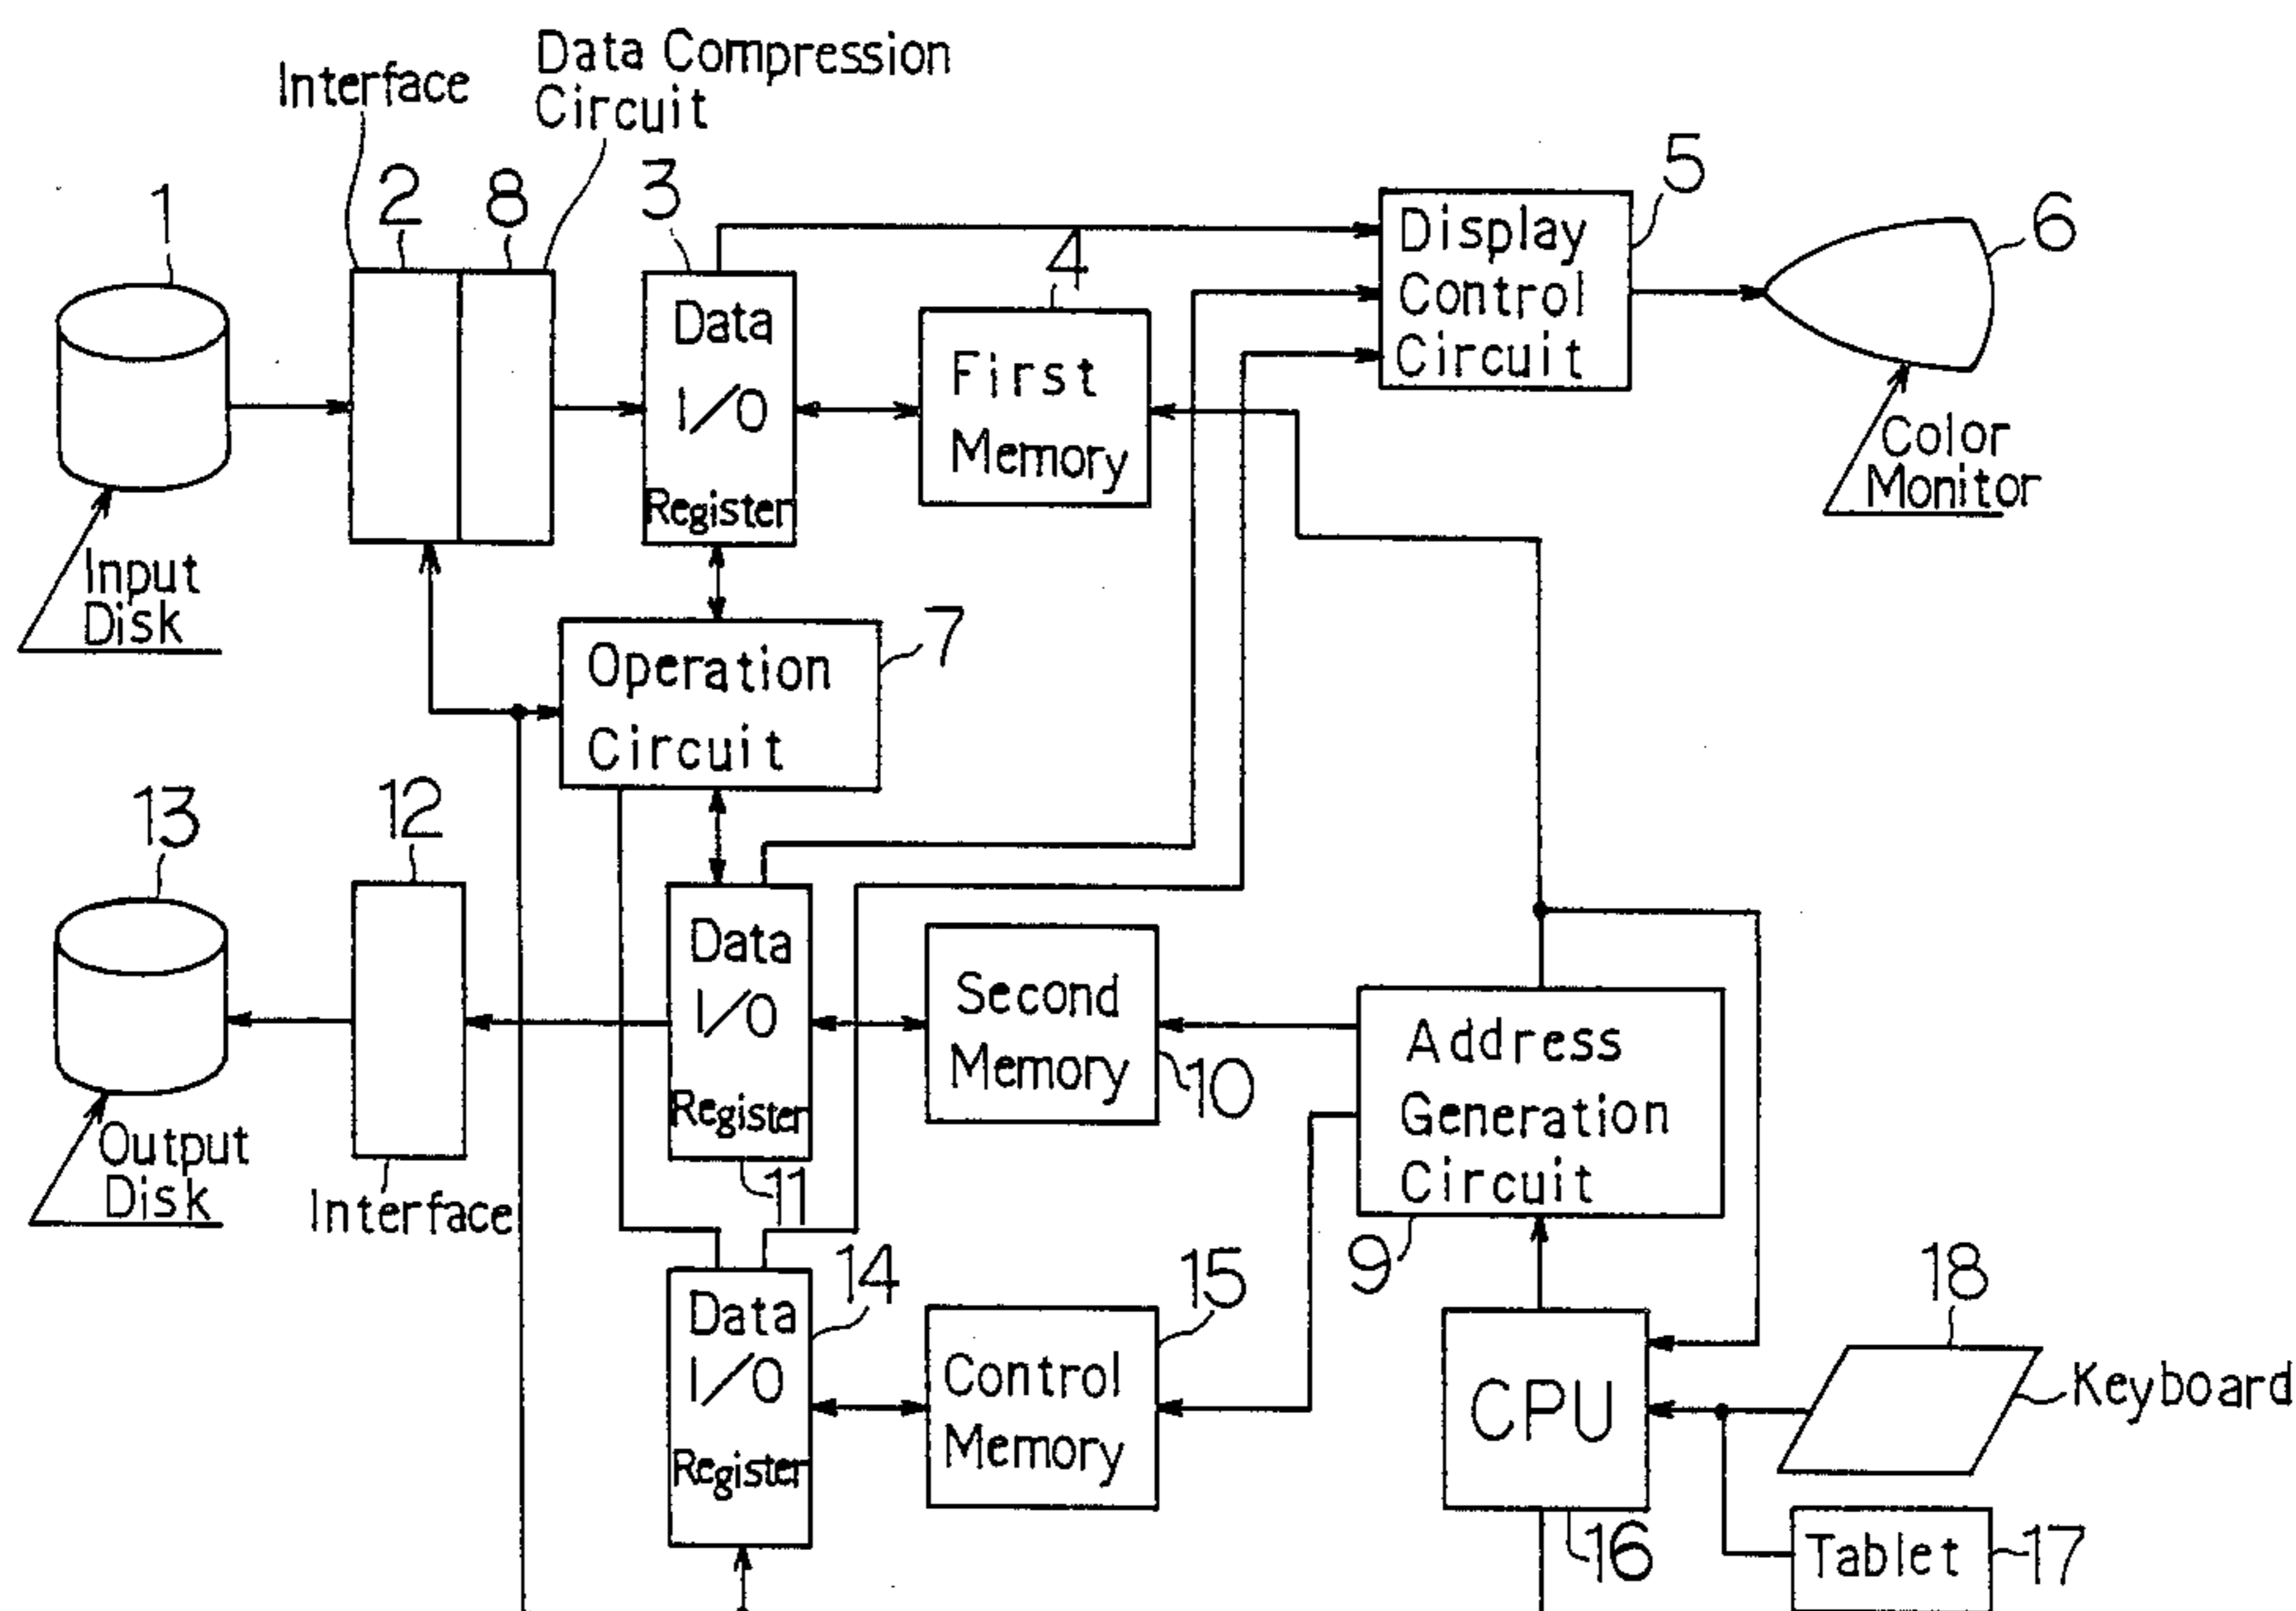 Data Compression
Circuit
Interface
1
2
8
3
4
5
6
Data
I/O
Register
First
Memory
Display
Control
Circuit
Color
Monitor
Input
Disk
Operation
Circuit
7
13
12
Data
I/O
Register
11
Second
Memory
10
Address
Generation
Circuit
9
Output
Disk
Interface
Data
I/O
Register
14
Control
Memory
15
CPU
16
18
Keyboard
Tablet
17